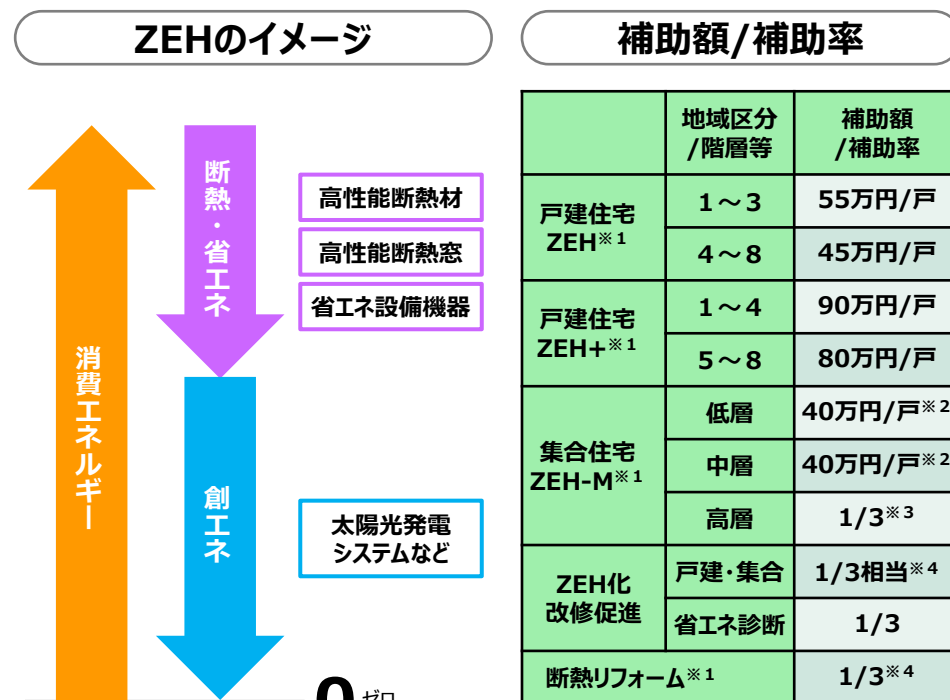 ZEHのイメージ
断熱・省エネ
高性能断熱材
高性能断熱窓
省エネ設備機器
消費エネルギー
創エネ
太陽光発電
システムなど
0 ゼロ
補助額/補助率
地域区分
/階層等
補助額
/補助率
戸建住宅
ZEH※1
1～3
55万円/戸
4～8
45万円/戸
戸建住宅
ZEH+※1
1～4
90万円/戸
5～8
80万円/戸
集合住宅
ZEH-M※1
低層
40万円/戸※2
中層
40万円/戸※2
高層
1/3※3
ZEH化
改修促進
戸建・集合
1/3相当※4
省エネ診断
1/3
断熱リフォーム※1
1/3※4